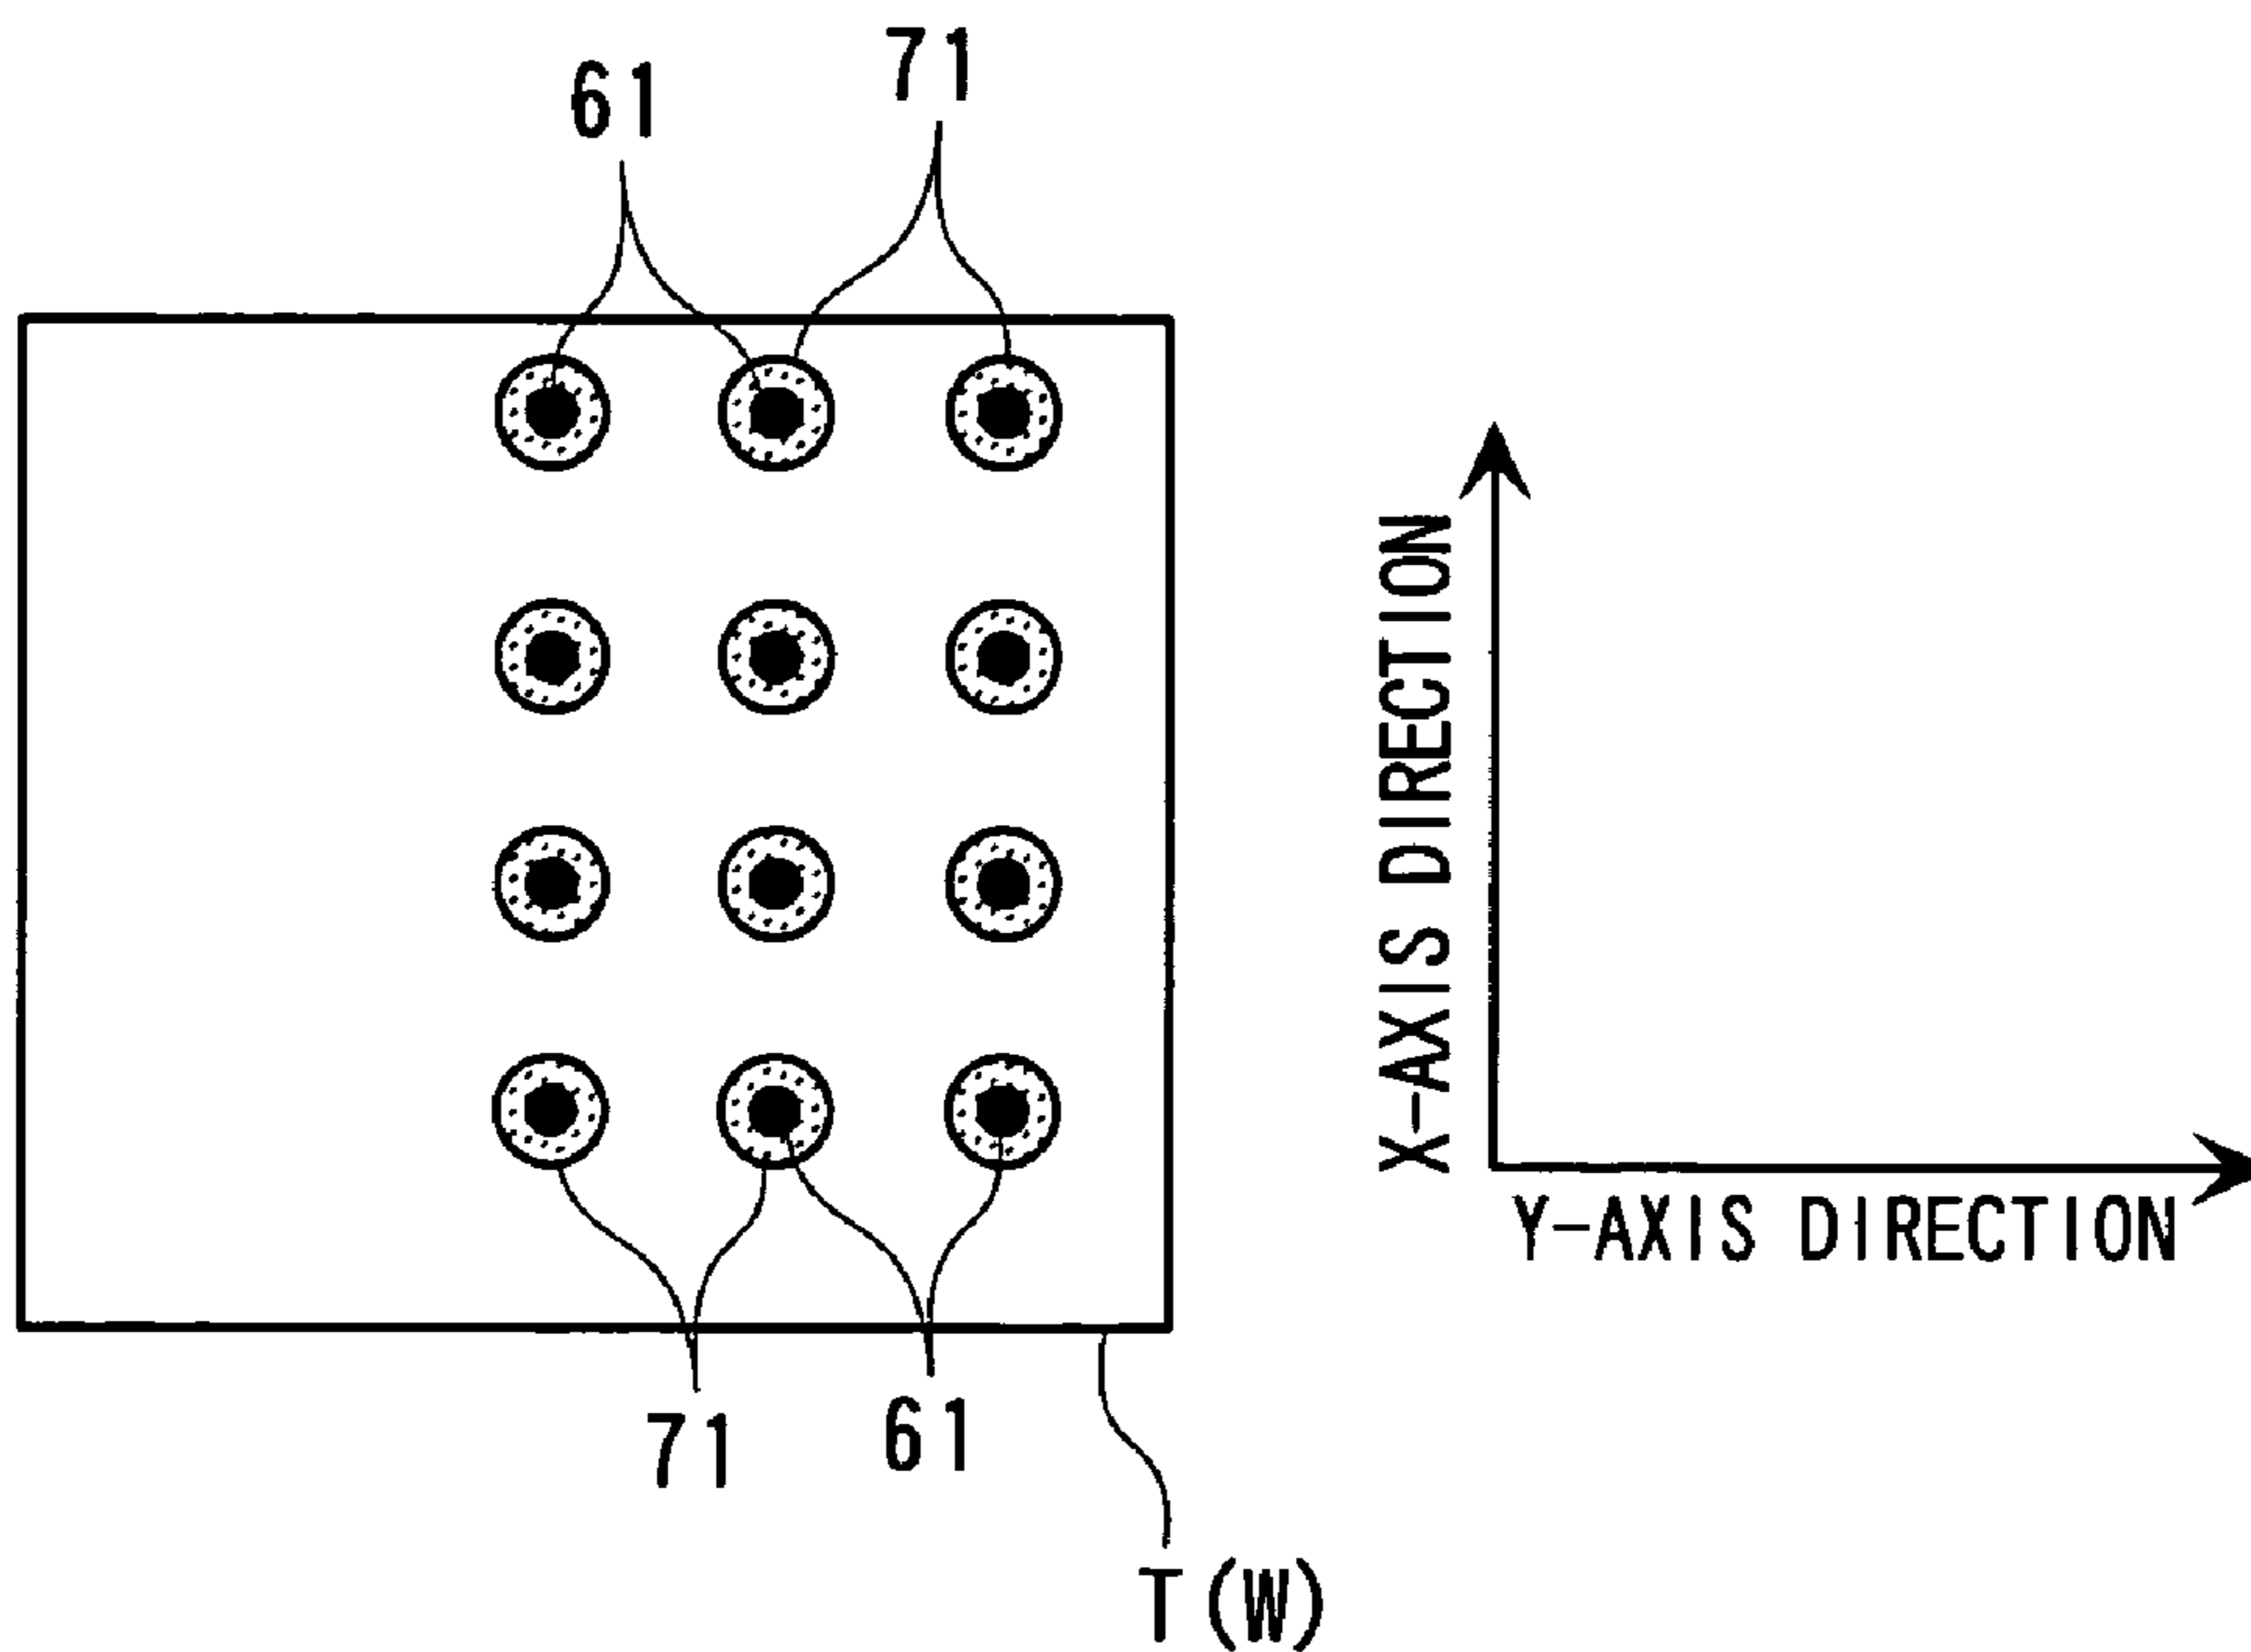 71
61
X-AXIS DIRECTION
Y-AXIS DIRECTION
71
61
T(W)